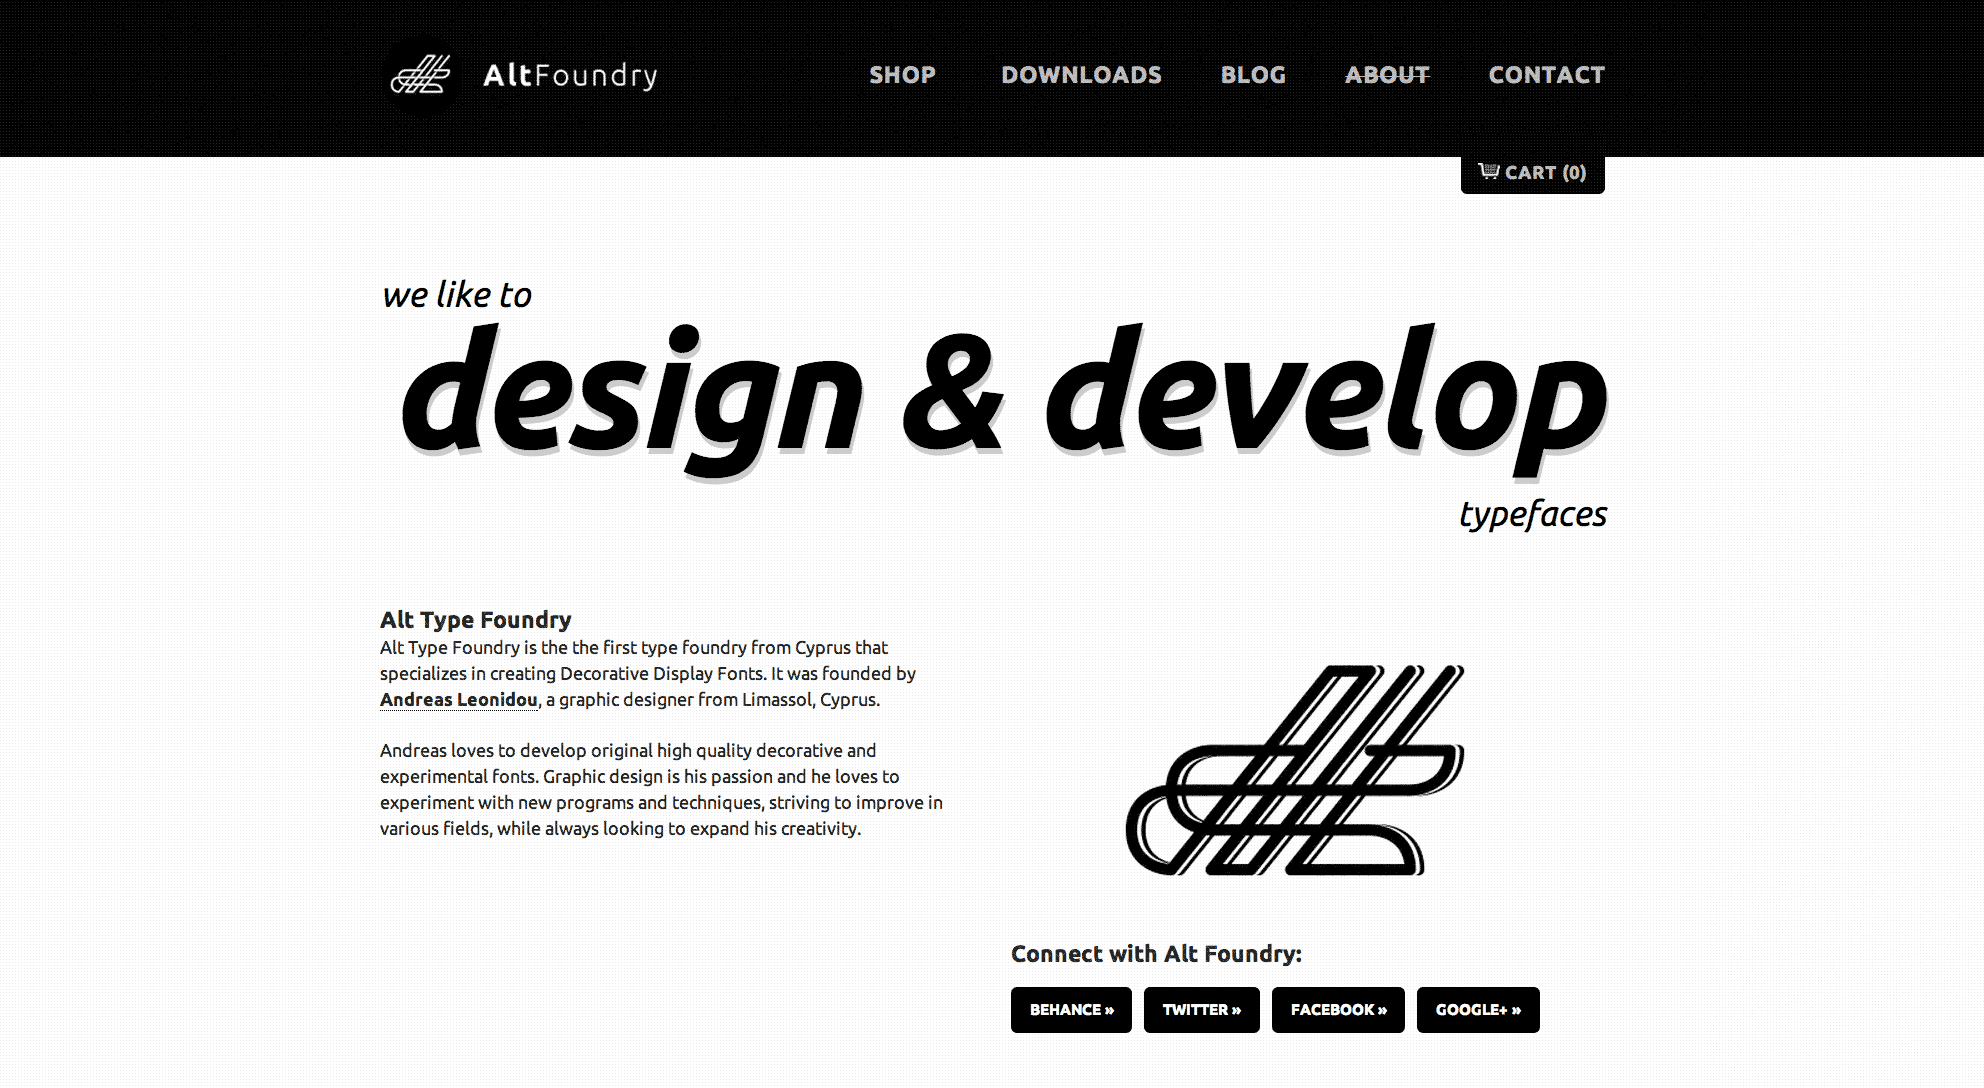 AltFoundry
SHOP DOWNLOADS BLOG ABOUT CONTACT
CART (0)
we like to
design & develop
typefaces
Alt Type Foundry
Alt Type Foundry is the the first type foundry from Cyprus that
specializes in creating Decorative Display Fonts. It was founded by
Andreas Leonidou, a graphic designer from Limassol, Cyprus.
Andreas loves to develop original high quality decorative and
experimental fonts. Graphic design is his passion and he loves to
experiment with new programs and techniques, striving to improve in
various fields, while always looking to expand his creativity.
Connect with Alt Foundry:
BEHANCE » TWITTER » FACEBOOK » GOOGLE+ »